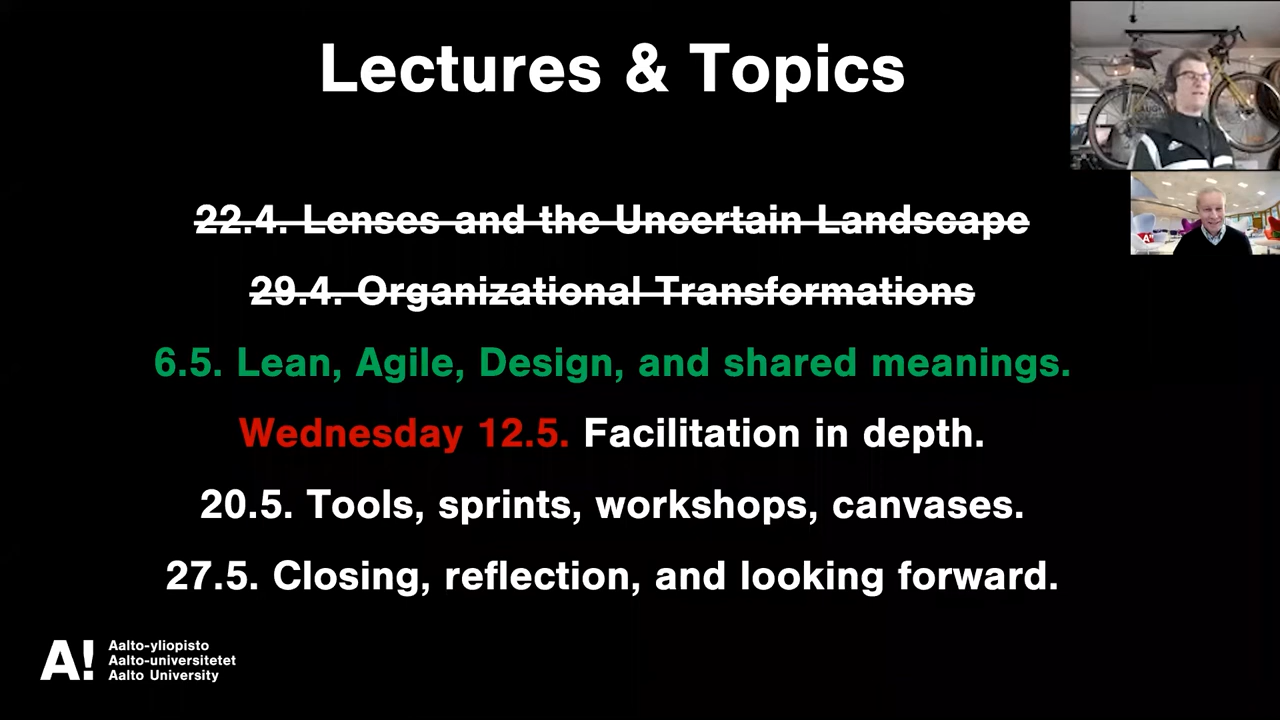 Lectures & Topics
22.4. Lenses and the Uncertain Landscape
29.4. Organizational Transformations
6.5. Lean, Agile, Design, and shared meanings.
Wednesday 12.5. Facilitation in depth.
20.5. Tools, sprints, workshops, canvases.
27.5. Closing, reflection, and looking forward.
A! Aalto-yliopisto
Aalto-universitetet
Aalto University